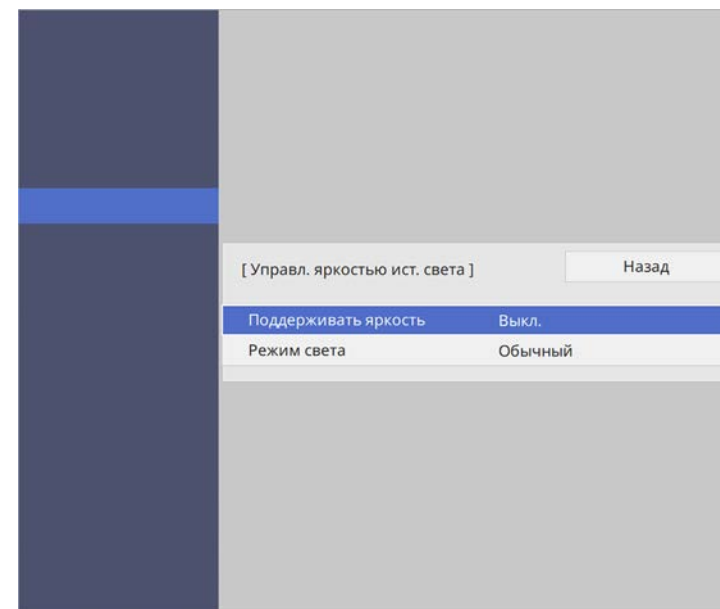 [ Управл. яркостью ист. света ] Назад
Поддерживать яркость Выкл.
Режим света Обычный